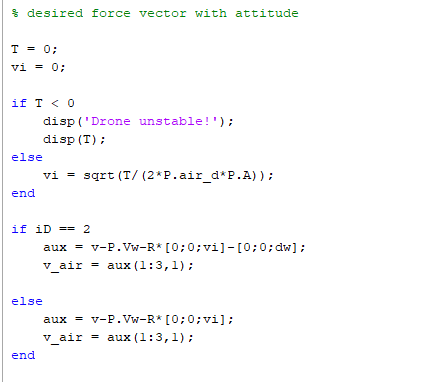 % desired force vector with attitude
T = 0;
vi = 0;
if T < 0
disp('Drone unstable!');
disp(T);
else
vi = sqrt(T/(2*P.air_d*P.A));
end
if iD == 2
aux = v-P.Vw-R*[0;0;vi]-[0;0;dw];
v_air = aux(1:3,1);
else
aux = v-P.Vw-R*[0;0;vi];
v_air = aux(1:3,1);
end